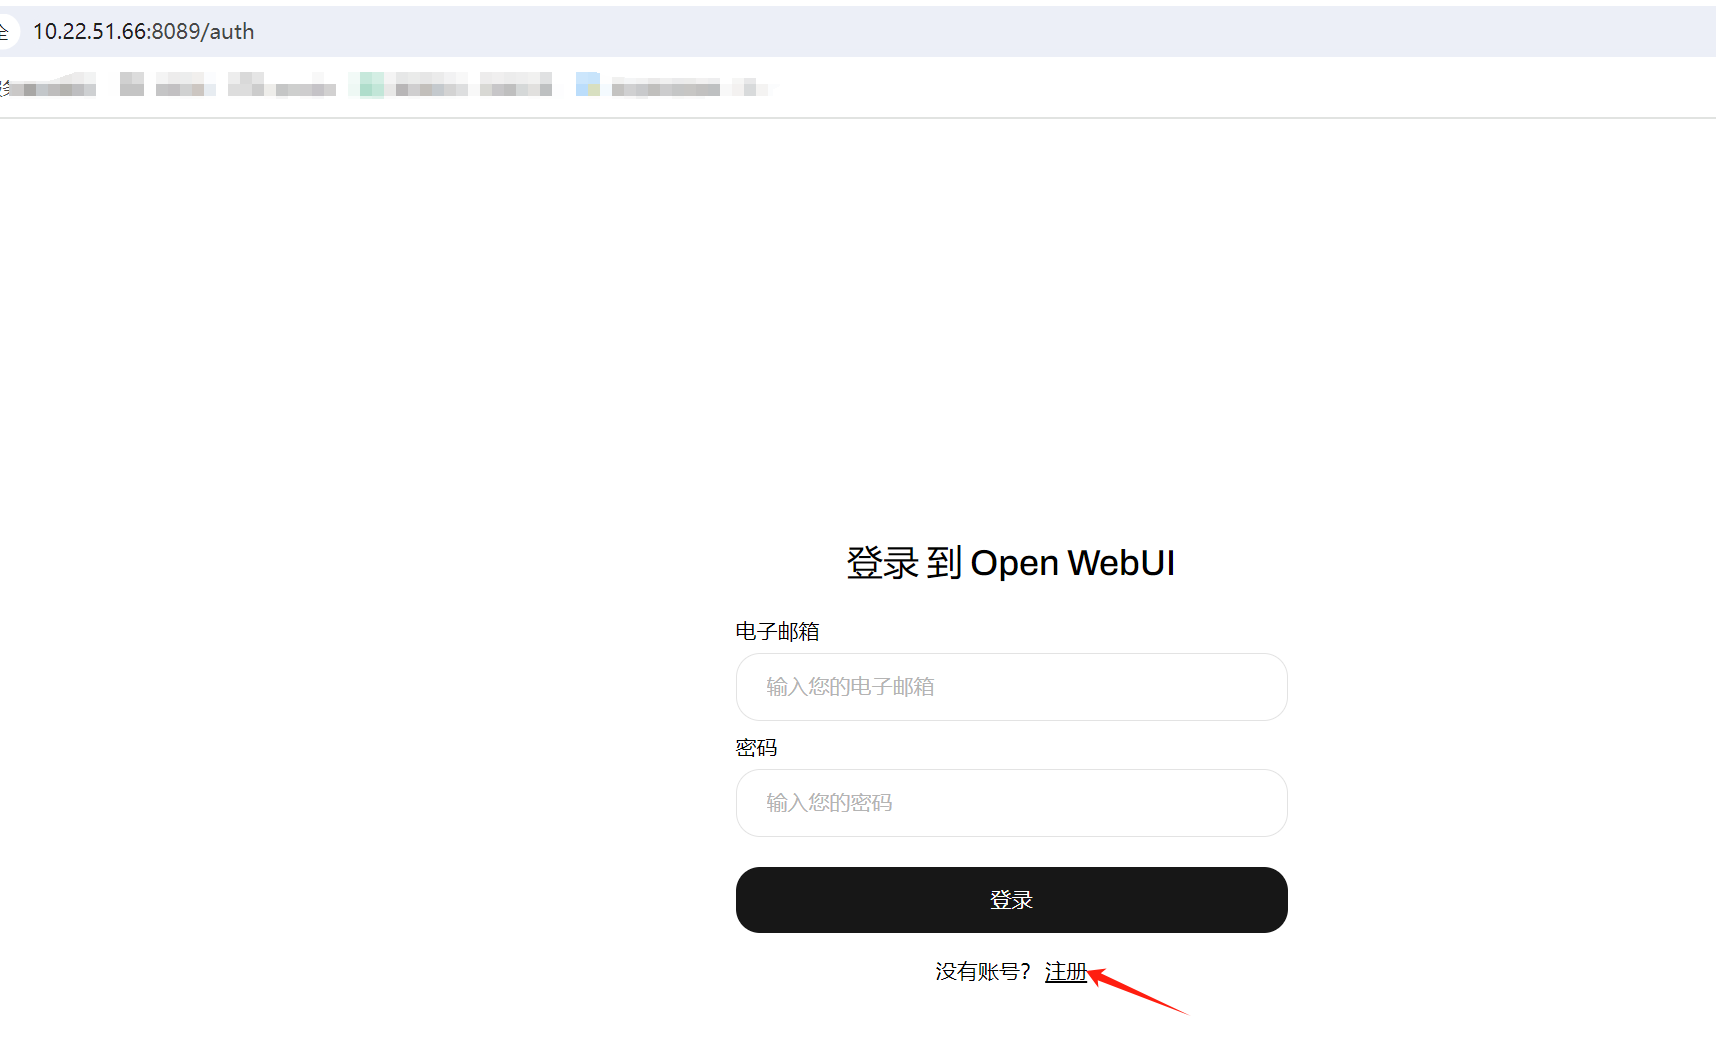 10.22.51.66:8089/auth
登录 到 Open WebUI
电子邮箱
输入您的电子邮箱
密码
输入您的密码
登录
没有账号? 注册